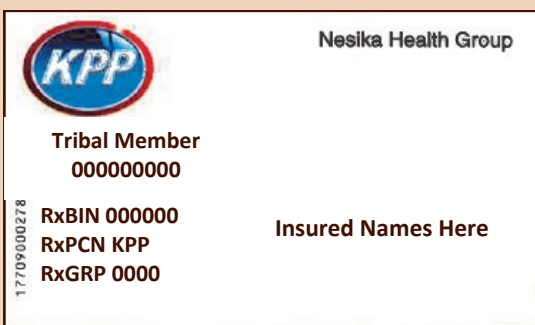 KPP
Nesika Health Group
Tribal Member
000000000
17709000278
RxBIN 000000
RxPCN KPP
RxGRP 0000
Insured Names Here